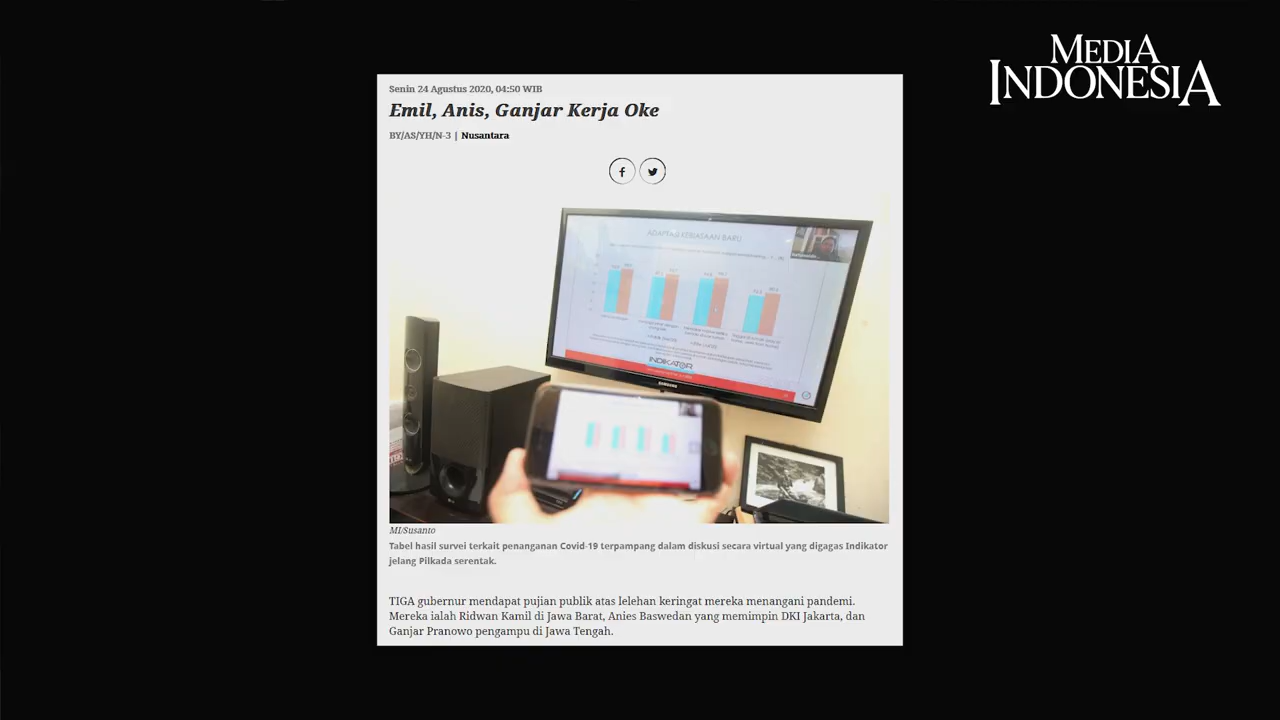 MEDIA
INDONESIA
Senin 24 Agustus 2020, 04:50 WIB
Emil, Anis, Ganjar Kerja Oke
BY/AS/YH/N-3 | Nusantara
ADAPTASI KEBIASAAN BARU
INDIKATOR
SAMSUNG
MI/Susanto
Tabel hasil survei terkait penanganan Covid-19 terpampang dalam diskusi secara virtual yang digagas Indikator
jelang Pilkada serentak.
TIGA gubernur mendapat pujian publik atas lelehan keringat mereka menangani pandemi.
Mereka ialah Ridwan Kamil di Jawa Barat, Anies Baswedan yang memimpin DKI Jakarta, dan
Ganjar Pranowo pengampu di Jawa Tengah.